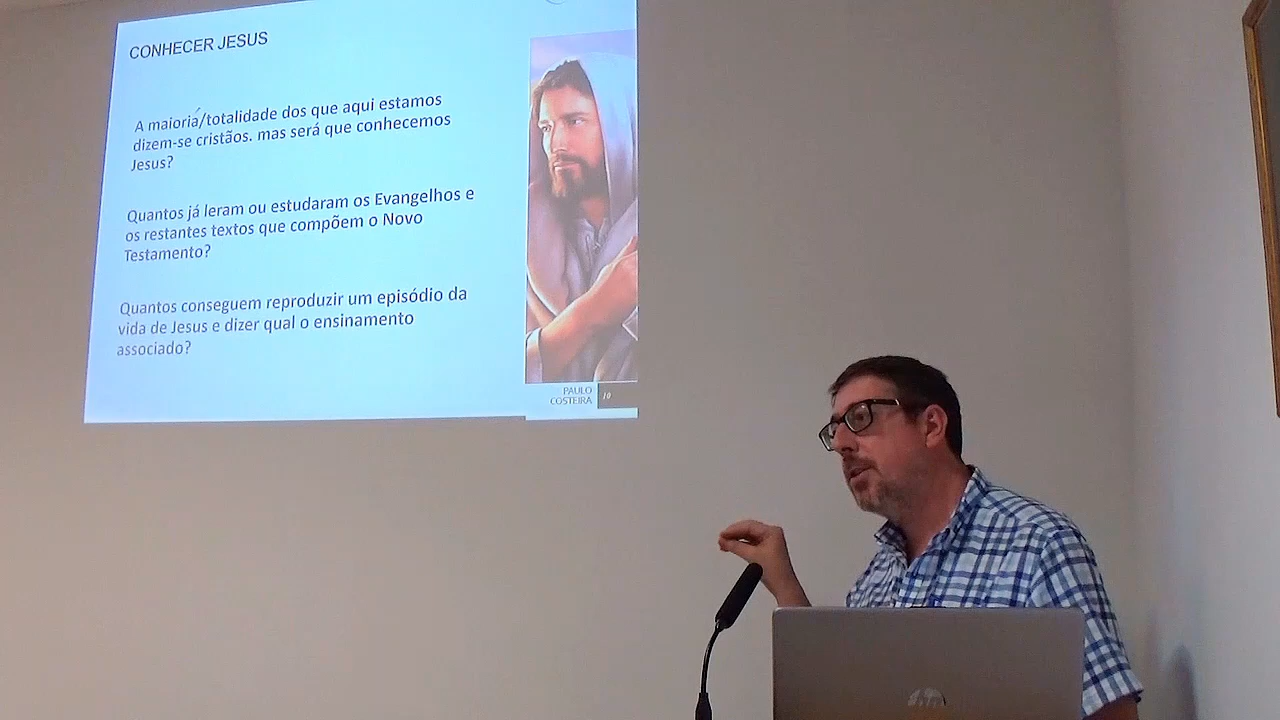 CONHECER JESUS
A maioria/totalidade dos que aqui estamos
dizem-se cristãos. mas será que conhecemos
Jesus?
Quantos já leram ou estudaram os Evangelhos e
os restantes textos que compõem o Novo
Testamento?
Quantos conseguem reproduzir um episódio da
vida de Jesus e dizer qual o ensinamento
associado?
PAULO
COSTEIRA
10